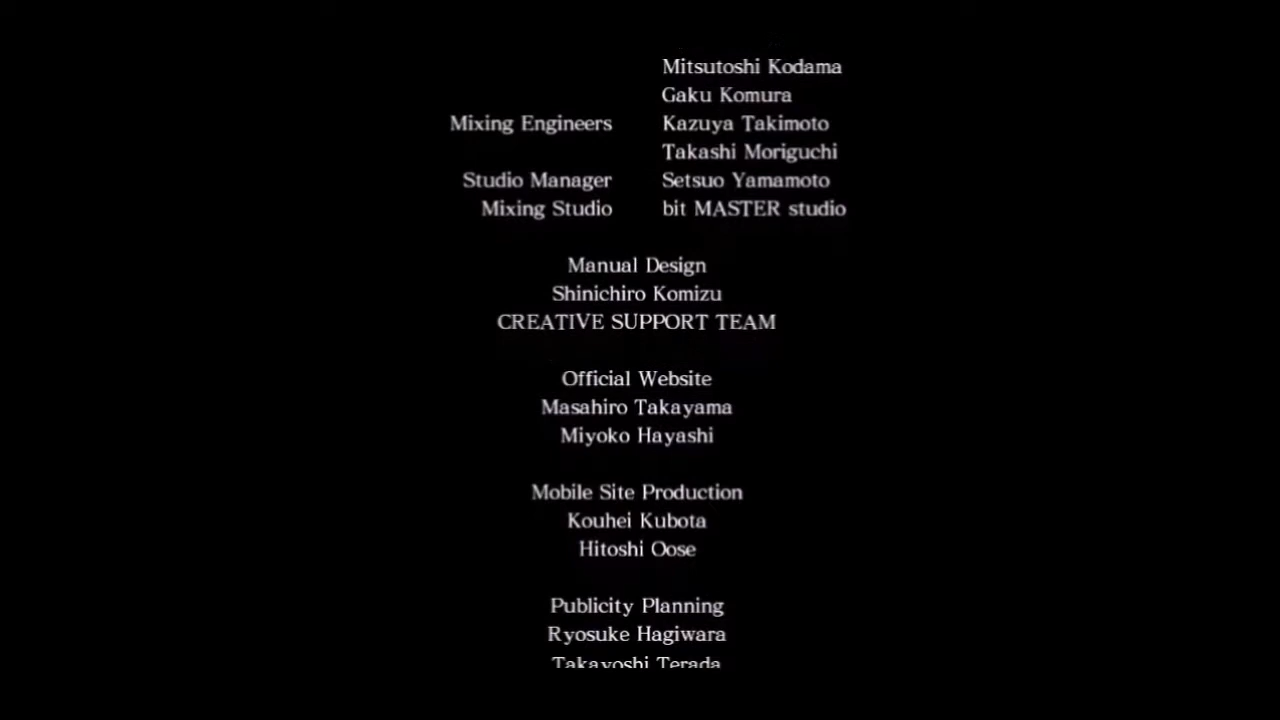 Mitsutoshi Kodama
Gaku Komura
Mixing Engineers Kazuya Takimoto
Takashi Moriguchi
Studio Manager Setsuo Yamamoto
Mixing Studio bit MASTER studio
Manual Design
Shinichiro Komizu
CREATIVE SUPPORT TEAM
Official Website
Masahiro Takayama
Miyoko Hayashi
Mobile Site Production
Kouhei Kubota
Hitoshi Oose
Publicity Planning
Ryosuke Hagiwara
Takayoshi Terada